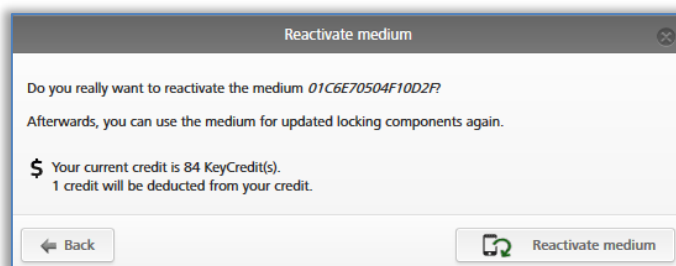 Reactivate medium
Do you really want to reactivate the medium 01C6E70504F10D2F?
Afterwards, you can use the medium for updated locking components again.
$ Your current credit is 84 KeyCredit(s).
1 credit will be deducted from your credit.
Back
Reactivate medium